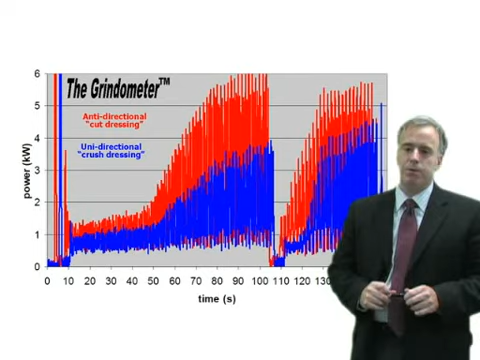 The Grindometer™
Anti-directional
"cut dressing"
Uni-directional
"crush dressing"
power (kW)
6
5
4
3
2
1
0
0 10 20 30 40 50 60 70 80 90 100 110 120 130
time (s)